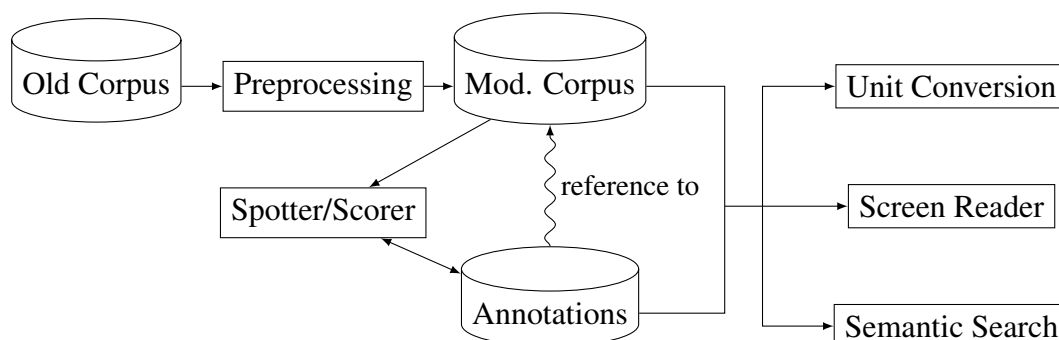 Old Corpus
Preprocessing
Mod. Corpus
Unit Conversion
reference to
Spotter/Scorer
Screen Reader
Annotations
Semantic Search